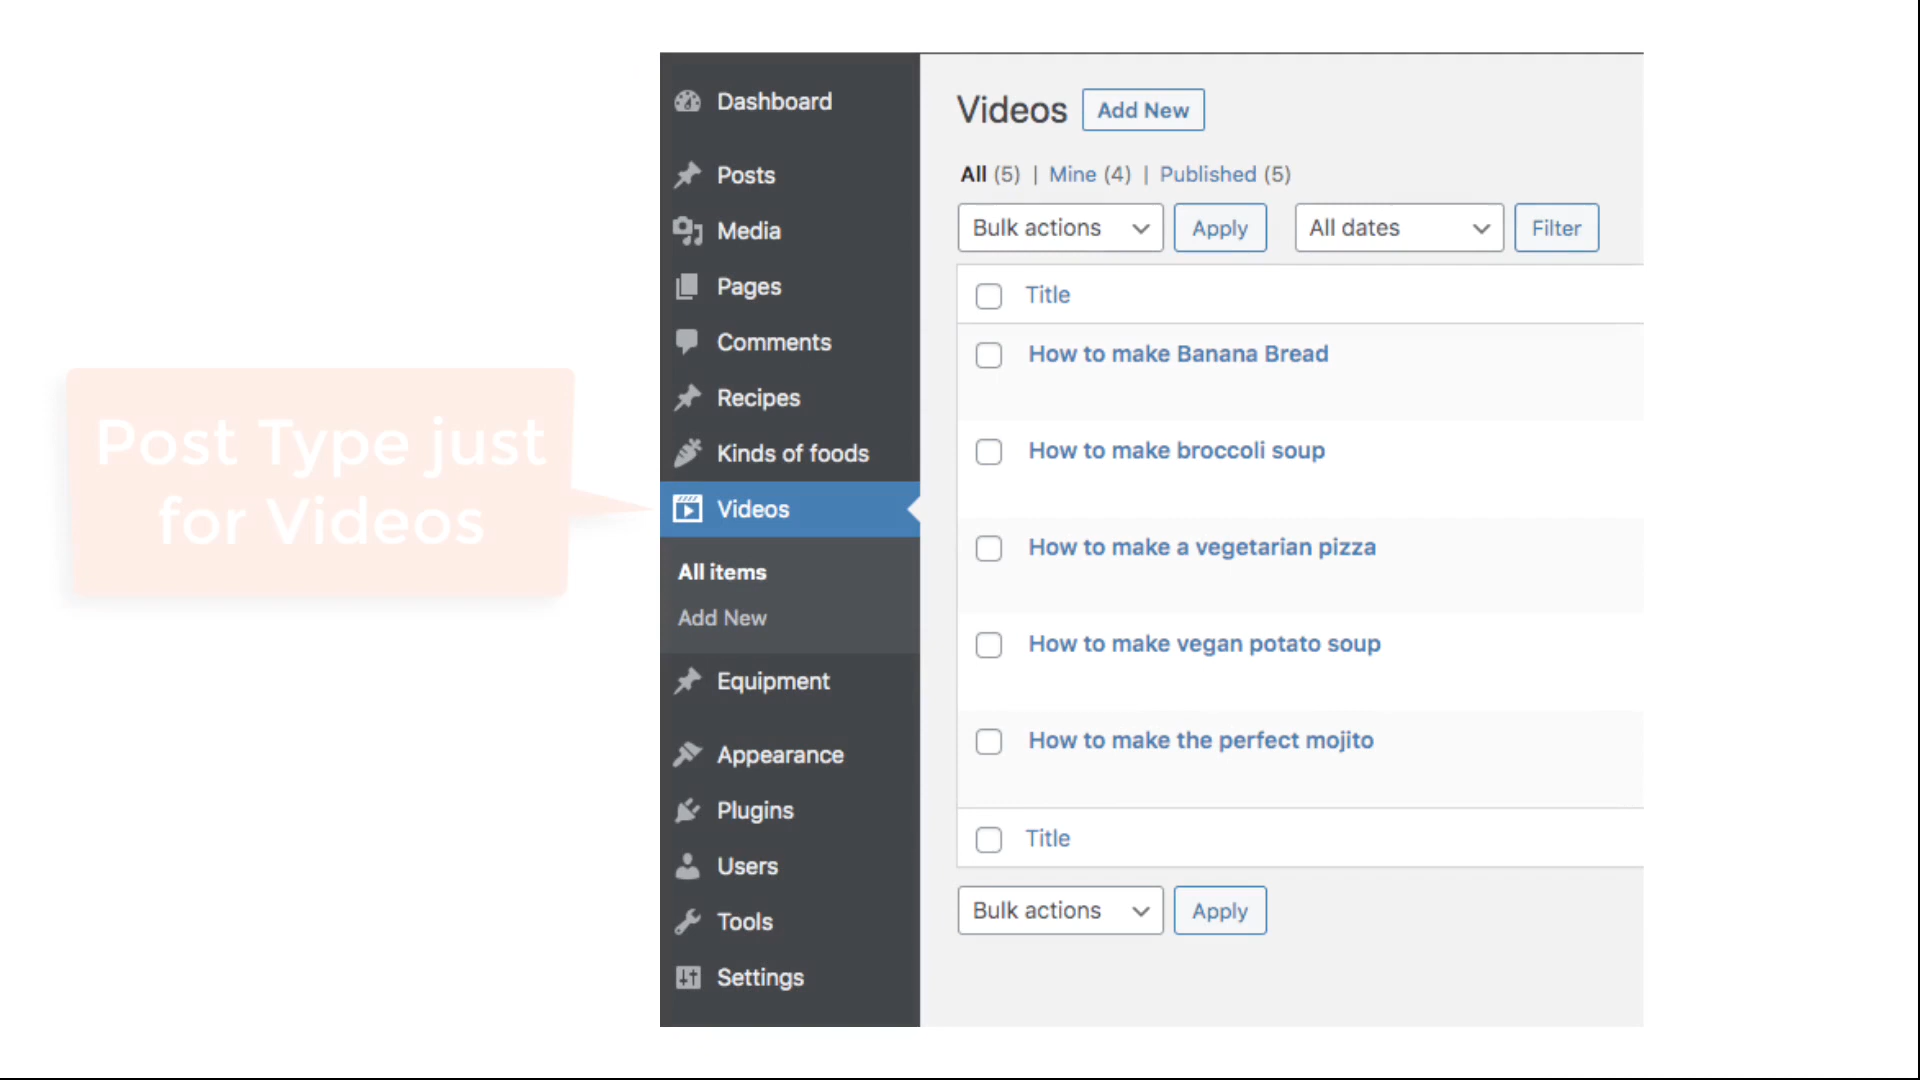 Post Type just
for Videos
Dashboard
Posts
Media
Pages
Comments
Recipes
Kinds of foods
Videos
All items
Add New
Equipment
Appearance
Plugins
Users
Tools
Settings
Videos Add New
All (5) | Mine (4) | Published (5)
Bulk actions Apply All dates Filter
Title
How to make Banana Bread
How to make broccoli soup
How to make a vegetarian pizza
How to make vegan potato soup
How to make the perfect mojito
Title
Bulk actions Apply